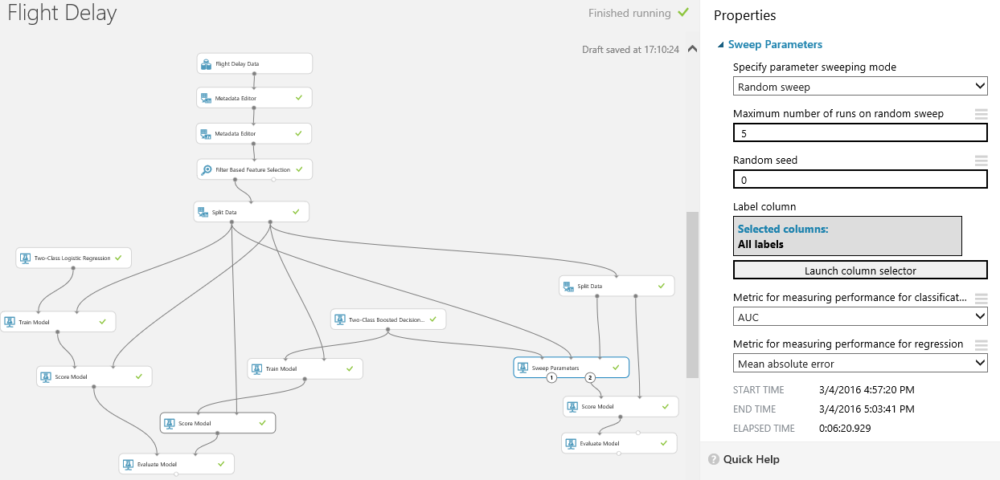 Flight Delay
Finished running
Draft saved at 17:10:24
Flight Delay Data
Metadata Editor
Metadata Editor
Filter Based Feature Selection
Split Data
Two-Class Logistic Regression
Split Data
Train Model
Two-Class Boosted Decision...
Score Model
Train Model
Sweep Parameters
1
2
Score Model
Score Model
Evaluate Model
Evaluate Model
Properties
Sweep Parameters
Specify parameter sweeping mode
Random sweep
Maximum number of runs on random sweep
5
Random seed
0
Label column
Selected columns:
All labels
Launch column selector
Metric for measuring performance for classificat...
AUC
Metric for measuring performance for regression
Mean absolute error
START TIME 3/4/2016 4:57:20 PM
END TIME 3/4/2016 5:03:41 PM
ELAPSED TIME 0:06:20.929
? Quick Help